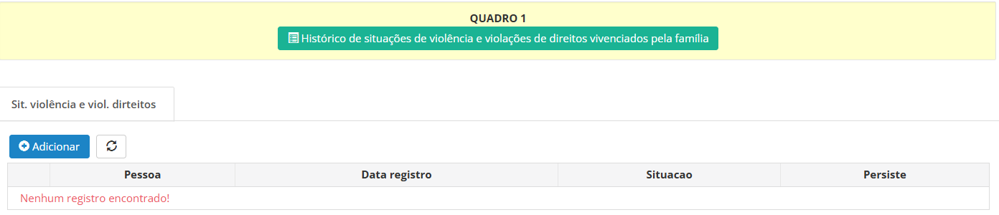 QUADRO 1
Histórico de situações de violência e violações de direitos vivenciados pela família
Sit. violência e viol. dirteitos
Adicionar
Pessoa Data registro Situacao Persiste
Nenhum registro encontrado!